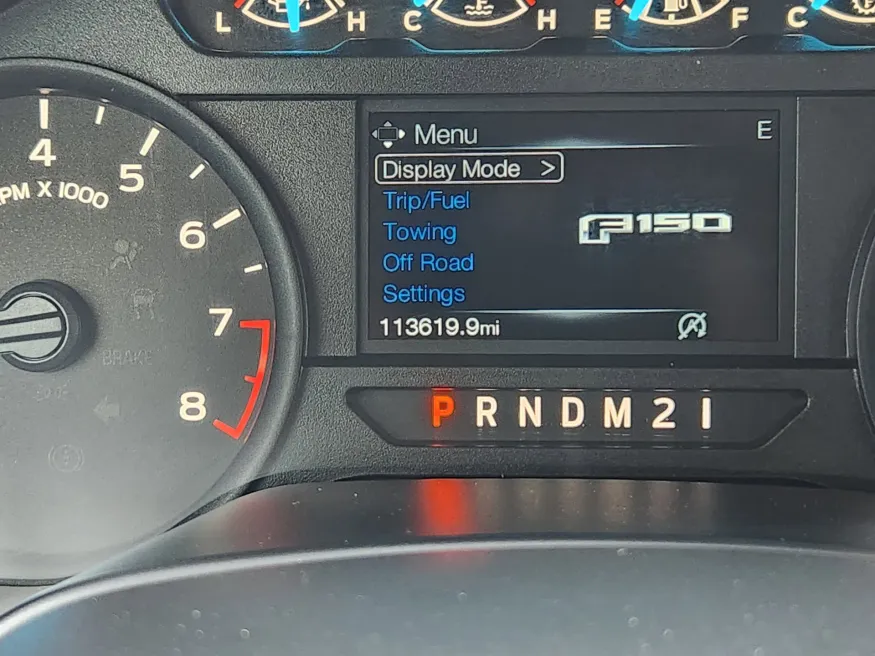 L H C H E F C
Menu E
4
Display Mode >
5
PM X 1000
Trip/Fuel
6
F150
Towing
Off Road
Settings
7
113619.9mi
BRAKE
8
P R N D M 2 1